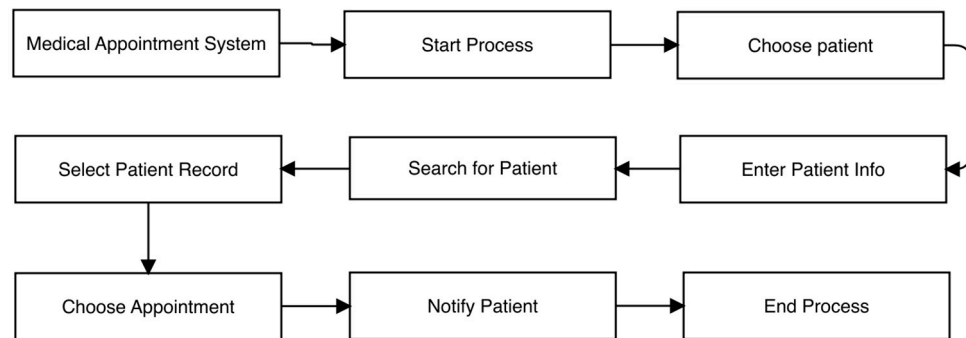 Medical Appointment System
Start Process
Choose patient
Enter Patient Info
Search for Patient
Select Patient Record
Choose Appointment
Notify Patient
End Process